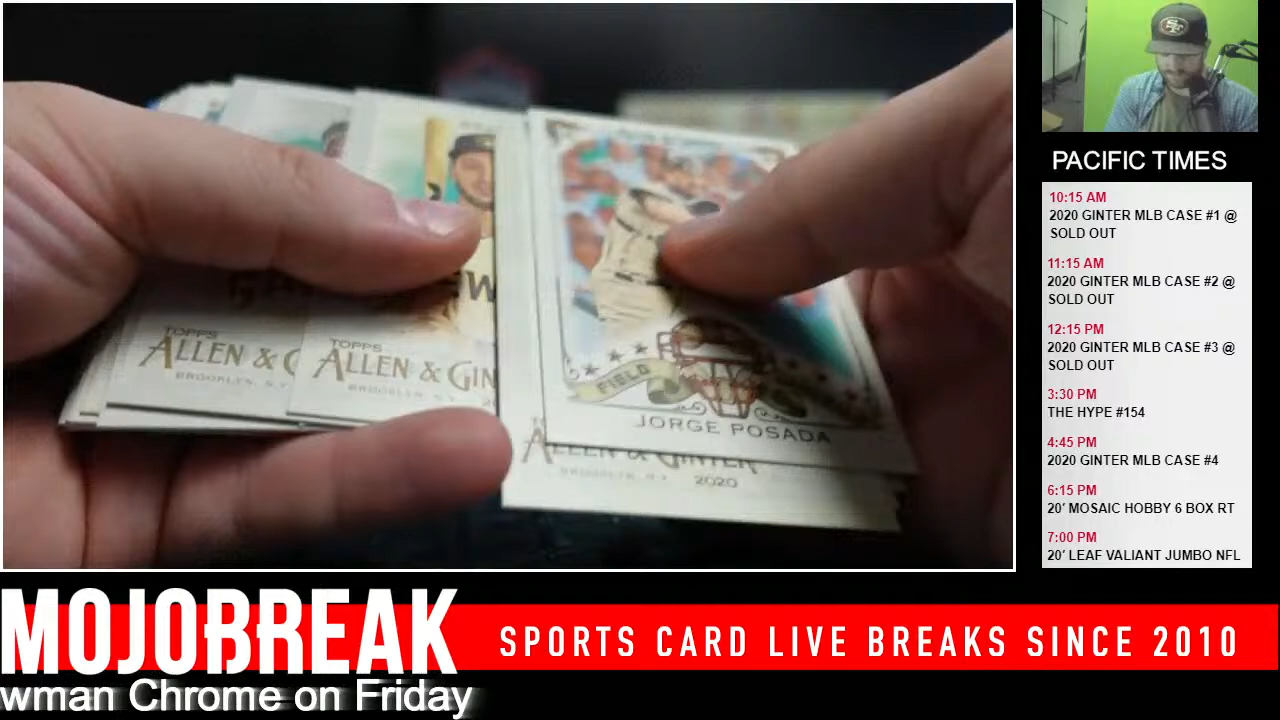 TOPPS
ALLEN & G
BROOKLYN, N.Y.
TOPPS
ALLEN & GIN
BROOKLYN, N.Y.
FIELD
JORGE POSADA
ALLEN & GINTER
BROOKLYN, N.Y. 2020
SF
PACIFIC TIMES
10:15 AM
2020 GINTER MLB CASE #1 @
SOLD OUT
11:15 AM
2020 GINTER MLB CASE #2 @
SOLD OUT
12:15 PM
2020 GINTER MLB CASE #3 @
SOLD OUT
3:30 PM
THE HYPE #154
4:45 PM
2020 GINTER MLB CASE #4
6:15 PM
20' MOSAIC HOBBY 6 BOX RT
7:00 PM
20' LEAF VALIANT JUMBO NFL
MOJOBREAK
SPORTS CARD LIVE BREAKS SINCE 2010
wman Chrome on Friday